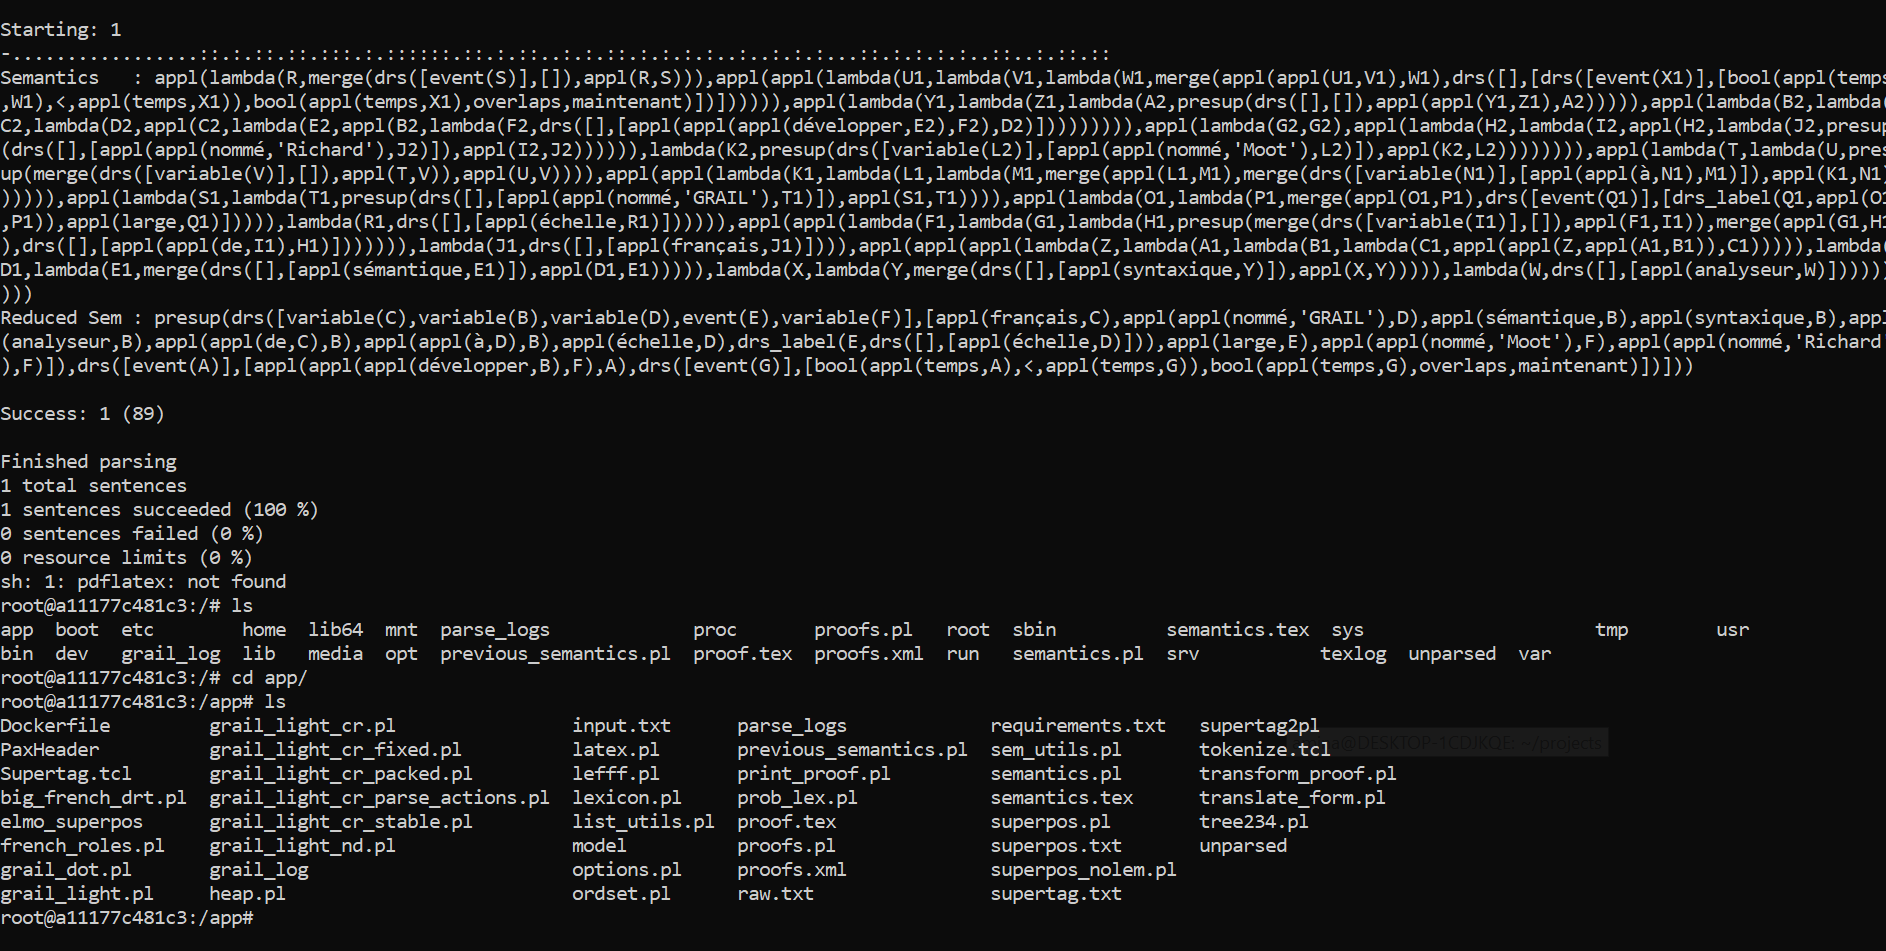 Starting: 1
-.................::.:.::.::.:::.:.::::::.::.:.::..:.:.::.:.:.:.:..:..:.:.:...::.:.:.:.:..::..:.::.::
Semantics   : appl(lambda(R,merge(drs([event(S)],[]),appl(R,S))),appl(appl(lambda(U1,lambda(V1,lambda(W1,merge(appl(appl(U1,V1),W1),drs([],[drs([event(X1)],[bool(appl(temps
,W1),<,appl(temps,X1)),bool(appl(temps,X1),overlaps,maintenant)])]))))),appl(lambda(Y1,lambda(Z1,lambda(A2,presup(drs([],[]),appl(appl(Y1,Z1),A2))))),appl(lambda(B2,lambda(
C2,lambda(D2,appl(C2,lambda(E2,appl(B2,lambda(F2,drs([],[appl(appl(appl(développer,E2),F2),D2)])))))))),appl(lambda(G2,G2),appl(lambda(H2,lambda(I2,appl(H2,lambda(J2,presup
(drs([],[appl(appl(nommé,'Richard'),J2)]),appl(I2,J2)))))),lambda(K2,presup(drs([variable(L2)],[appl(appl(nommé,'Moot'),L2)]),appl(K2,L2)))))))),appl(lambda(T,lambda(U,pres
up(merge(drs([variable(V)],[]),appl(T,V)),appl(U,V)))),appl(appl(lambda(K1,lambda(L1,lambda(M1,merge(appl(L1,M1),merge(drs([variable(N1)],[appl(appl(à,N1),M1)]),appl(K1,N1)
))))),appl(lambda(S1,lambda(T1,presup(drs([],[appl(appl(nommé,'GRAIL'),T1)]),appl(S1,T1)))),appl(lambda(O1,lambda(P1,merge(appl(O1,P1),drs([event(Q1)],[drs_label(Q1,appl(O1
,P1)),appl(large,Q1)])))),lambda(R1,drs([],[appl(échelle,R1)])))))),appl(appl(lambda(F1,lambda(G1,lambda(H1,presup(merge(drs([variable(I1)],[]),appl(F1,I1)),merge(appl(G1,H1
),drs([],[appl(appl(de,I1),H1)])))))),lambda(J1,drs([],[appl(français,J1)]))),appl(appl(appl(lambda(Z,lambda(A1,lambda(B1,lambda(C1,appl(appl(Z,appl(A1,B1)),C1))))),lambda(
D1,lambda(E1,merge(drs([],[appl(sémantique,E1)]),appl(D1,E1))))),lambda(X,lambda(Y,merge(drs([],[appl(syntaxique,Y)]),appl(X,Y))))),lambda(W,drs([],[appl(analyseur,W)])))))
)))
Reduced Sem : presup(drs([variable(C),variable(B),variable(D),event(E),variable(F)],[appl(français,C),appl(appl(nommé,'GRAIL'),D),appl(sémantique,B),appl(syntaxique,B),appl
(analyseur,B),appl(appl(de,C),B),appl(appl(à,D),B),appl(échelle,D),drs_label(E,drs([],[appl(échelle,D)])),appl(large,E),appl(appl(nommé,'Moot'),F),appl(appl(nommé,'Richard'
),F)]),drs([event(A)],[appl(appl(appl(développer,B),F),A),drs([event(G)],[bool(appl(temps,A),<,appl(temps,G)),bool(appl(temps,G),overlaps,maintenant)])]))
Success: 1 (89)
Finished parsing
1 total sentences
1 sentences succeeded (100 %)
0 sentences failed (0 %)
0 resource limits (0 %)
sh: 1: pdflatex: not found
root@a11177c481c3:/# ls
app  boot  etc        home  lib64  mnt  parse_logs             proc       proofs.pl   root  sbin          semantics.tex  sys                     tmp        usr
bin  dev   grail_log  lib   media  opt  previous_semantics.pl  proof.tex  proofs.xml  run   semantics.pl  srv           texlog  unparsed  var
root@a11177c481c3:/# cd app/
root@a11177c481c3:/app# ls
Dockerfile         grail_light_cr.pl                input.txt      parse_logs             requirements.txt   supertag2pl
PaxHeader          grail_light_cr_fixed.pl          latex.pl       previous_semantics.pl  sem_utils.pl       tokenize.tcl
Supertag.tcl       grail_light_cr_packed.pl         lefff.pl       print_proof.pl         semantics.pl       transform_proof.pl
big_french_drt.pl  grail_light_cr_parse_actions.pl  lexicon.pl     prob_lex.pl            semantics.tex      translate_form.pl
elmo_superpos      grail_light_cr_stable.pl         list_utils.pl  proof.tex              superpos.pl        tree234.pl
french_roles.pl    grail_light_nd.pl                model          proofs.pl              superpos.txt       unparsed
grail_dot.pl       grail_log                        options.pl     proofs.xml             superpos_nolem.pl
grail_light.pl     heap.pl                          ordset.pl      raw.txt                supertag.txt
root@a11177c481c3:/app#